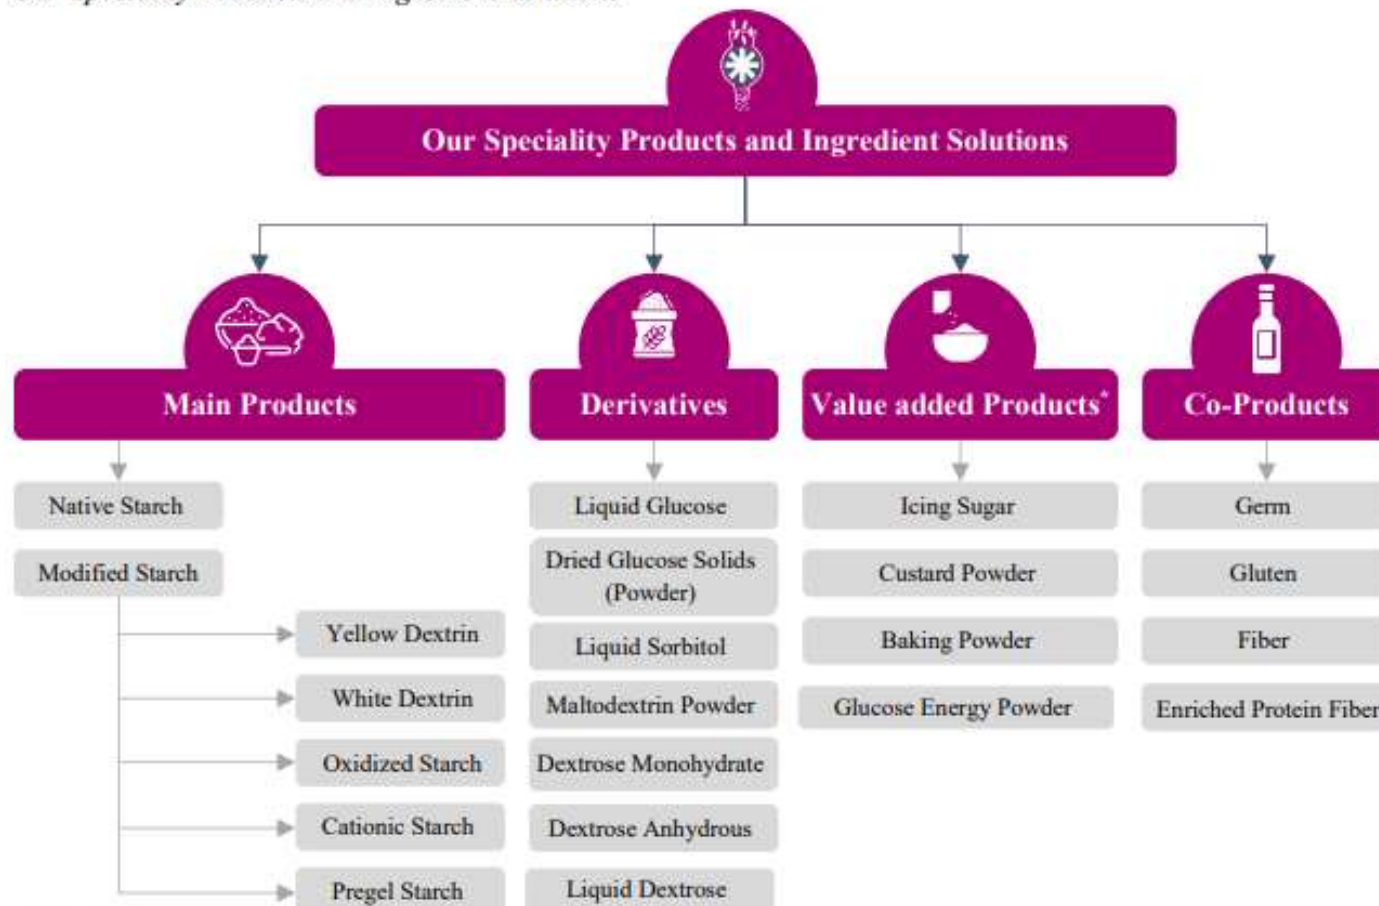 Our Speciality Products and Ingredient Solutions
Main Products
Native Starch
Modified Starch
Yellow Dextrin
White Dextrin
Oxidized Starch
Cationic Starch
Pregel Starch
Derivatives
Liquid Glucose
Dried Glucose Solids
(Powder)
Liquid Sorbitol
Maltodextrin Powder
Dextrose Monohydrate
Dextrose Anhydrous
Liquid Dextrose
Value added Products*
Icing Sugar
Custard Powder
Baking Powder
Glucose Energy Powder
Co-Products
Germ
Gluten
Fiber
Enriched Protein Fiber